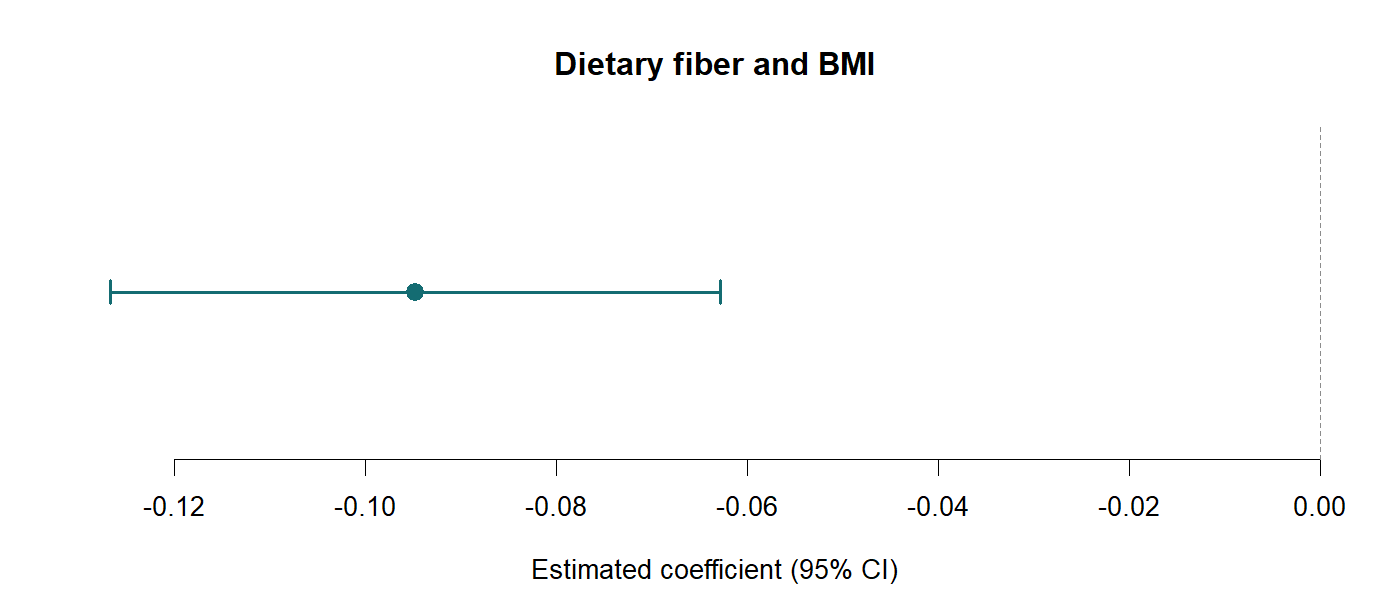 Dietary fiber and BMI
-0.12 -0.10 -0.08 -0.06 -0.04 -0.02 0.00
Estimated coefficient (95% CI)